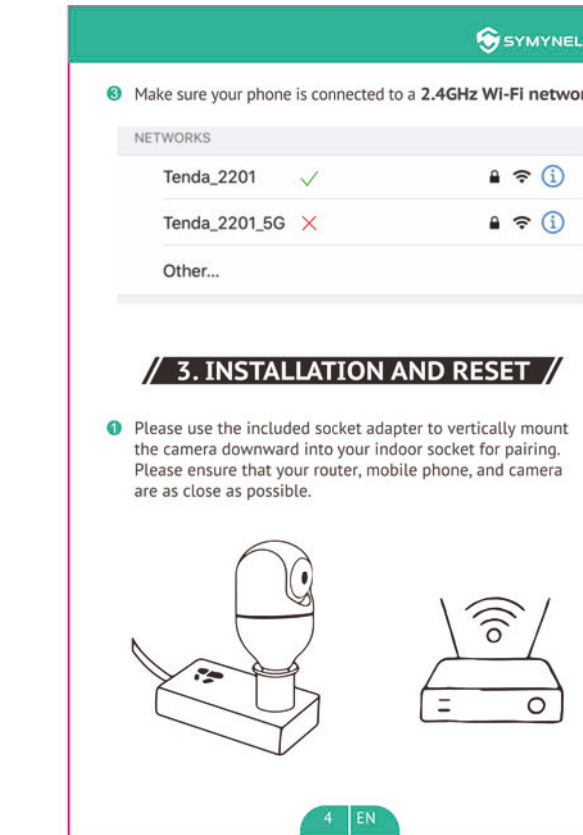 SYMYNEL
3 Make sure your phone is connected to a 2.4GHz Wi-Fi networ
NETWORKS
Tenda_2201
Tenda_2201_5G
Other...
3. INSTALLATION AND RESET
1 Please use the included socket adapter to vertically mount
the camera downward into your indoor socket for pairing.
Please ensure that your router, mobile phone, and camera
are as close as possible.
4 EN